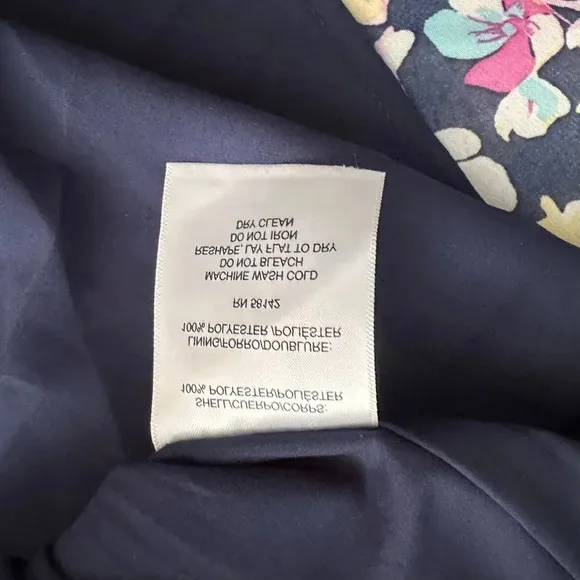 SHELL/CUERPO/CORPS:
100% POLYESTER/POLIÉSTER
LINING/FORRO/DOUBLURE:
100% POLYESTER/POLIÉSTER
RN 58142
MACHINE WASH COLD
DO NOT BLEACH
RESHAPE, LAY FLAT TO DRY
DO NOT IRON
DRY CLEAN